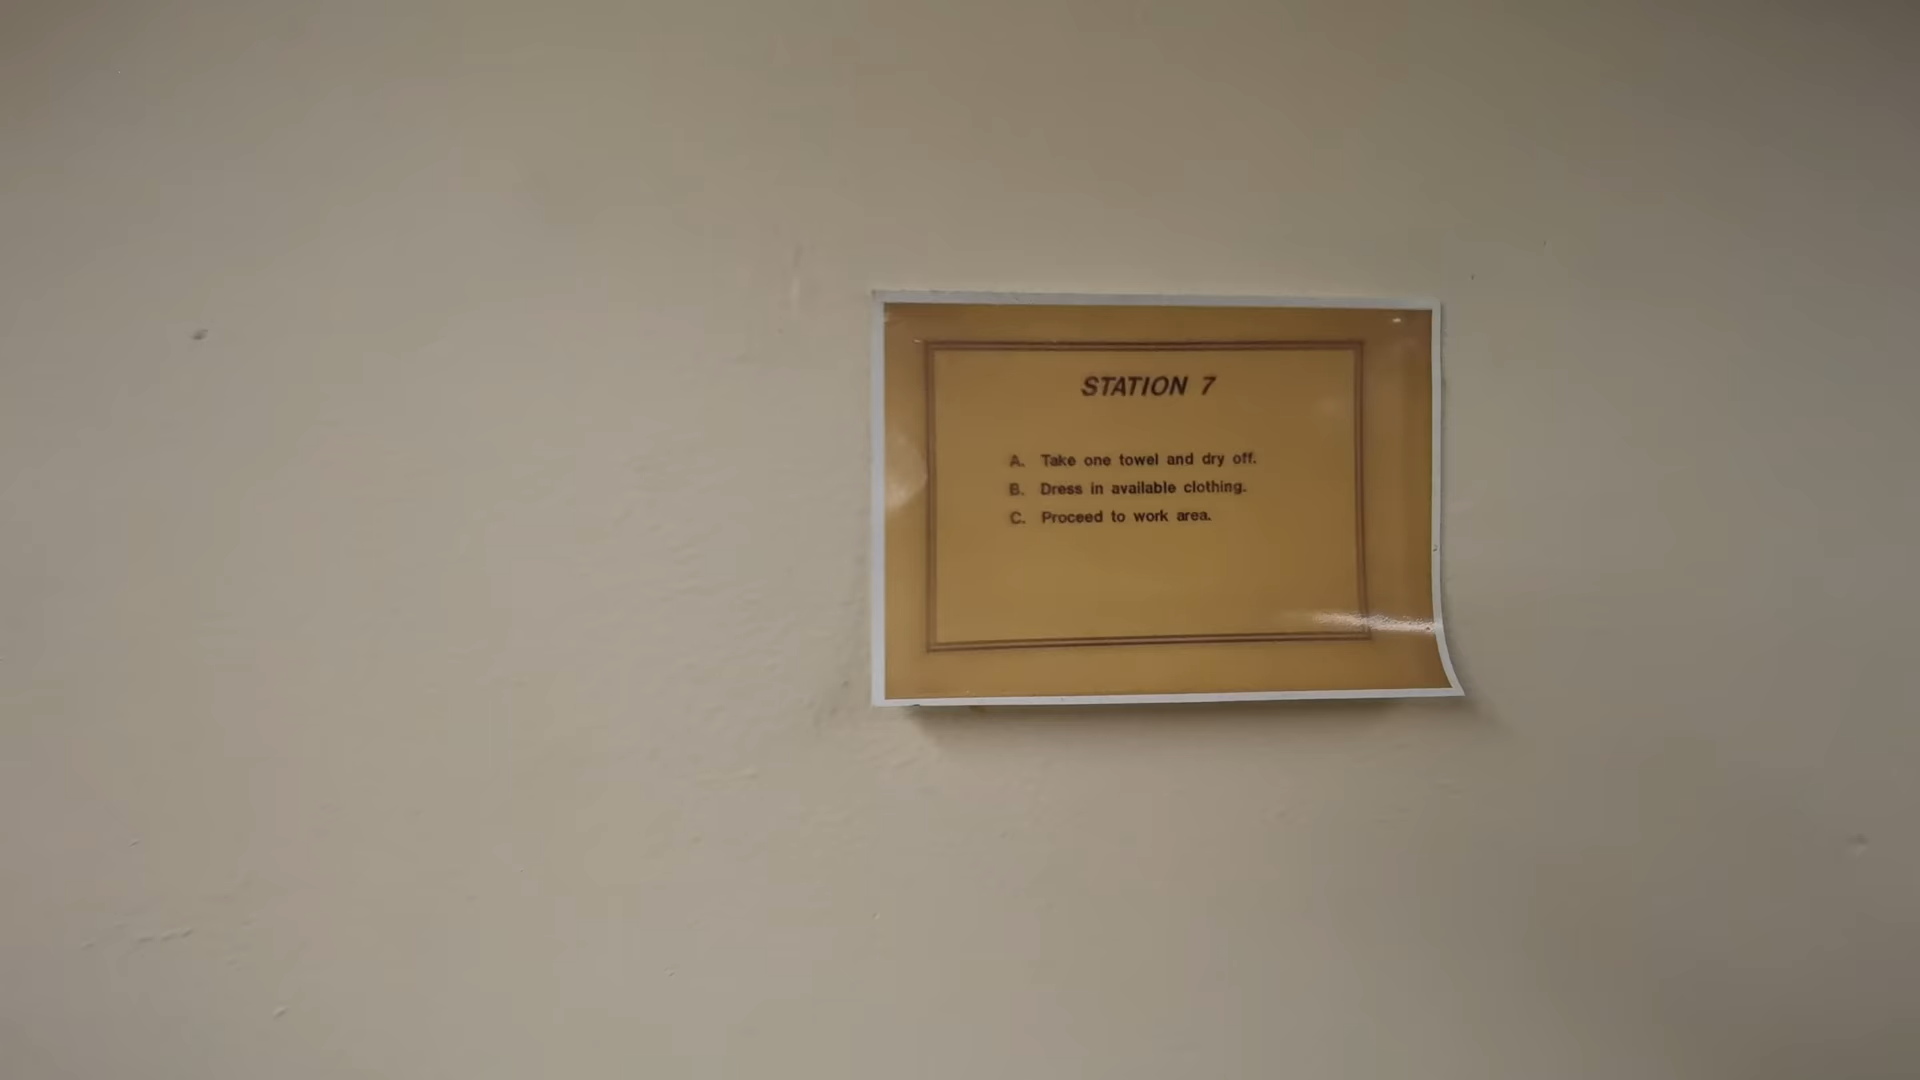 STATION 7
A. Take one towel and dry off.
B. Dress in available clothing.
C. Proceed to work area.